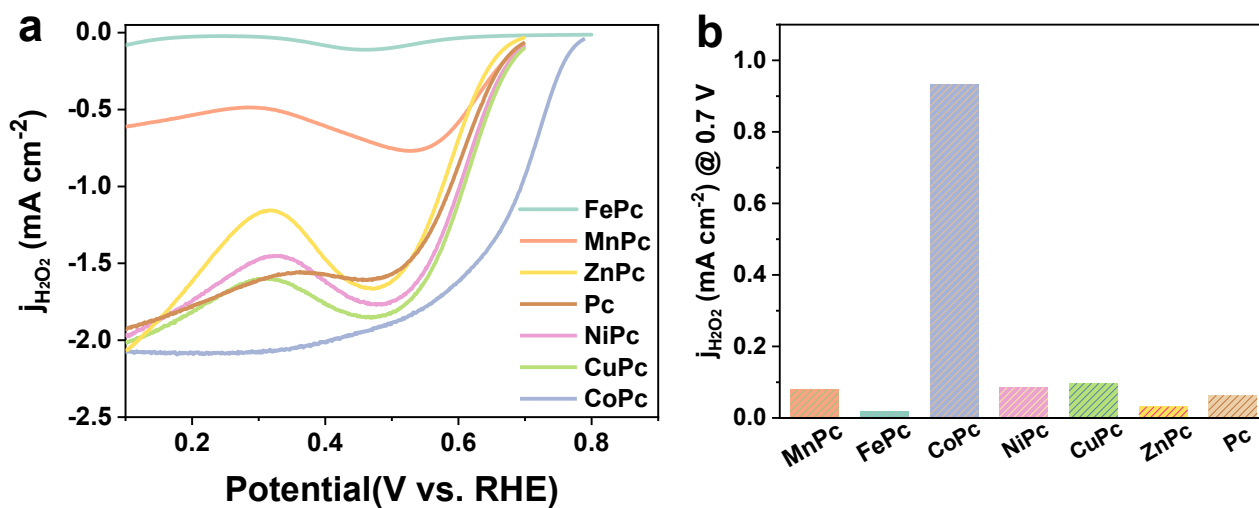 a
0.0
-0.5
-1.0
-1.5
-2.0
-2.5
j_H₂O₂ (mA cm⁻²)
FePc
MnPc
ZnPc
Pc
NiPc
CuPc
CoPc
0.2 0.4 0.6 0.8
Potential(V vs. RHE)
b
1.0
0.8
0.6
0.4
0.2
0.0
j_H2O2 (mA cm⁻²) @ 0.7 V
MnPc FePc CoPc NiPc CuPc ZnPc Pc